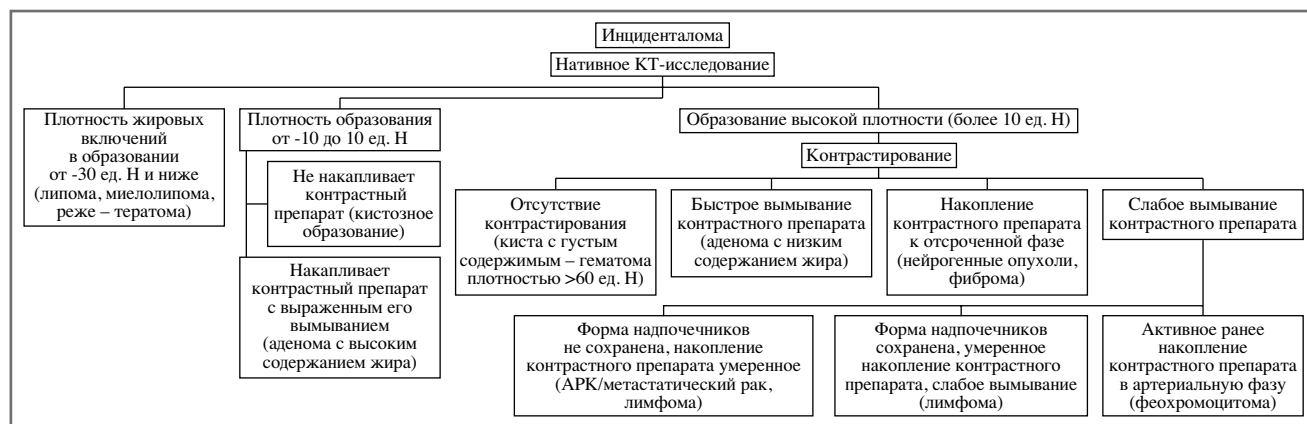 Инциденталома
Нативное КТ-исследование
Плотность жировых
включений
в образовании
от -30 ед. Н и ниже
(липома, миелолипома,
реже – тератома)
Плотность образования
от -10 до 10 ед. Н
Не накапливает
контрастный
препарат (кистозное
образование)
Накапливает
контрастный препарат
с выраженным его
вымыванием
(аденома с высоким
содержанием жира)
Образование высокой плотности (более 10 ед. Н)
Контрастирование
Отсутствие
контрастирования
(киста с густым
содержимым – гематома
плотностью >60 ед. Н)
Быстрое вымывание
контрастного препарата
(аденома с низким
содержанием жира)
Накопление
контрастного препарата
к отсроченной фазе
(нейрогенные опухоли,
фиброма)
Слабое вымывание
контрастного препарата
Форма надпочечников
не сохранена, накопление
контрастного препарата умеренное
(АРК/метастатический рак,
лимфома)
Форма надпочечников
сохранена, умеренное
накопление контрастного
препарата, слабое вымывание
(лимфома)
Активное ранее
накопление
контрастного препарата
в артериальную фазу
(феохромоцитома)